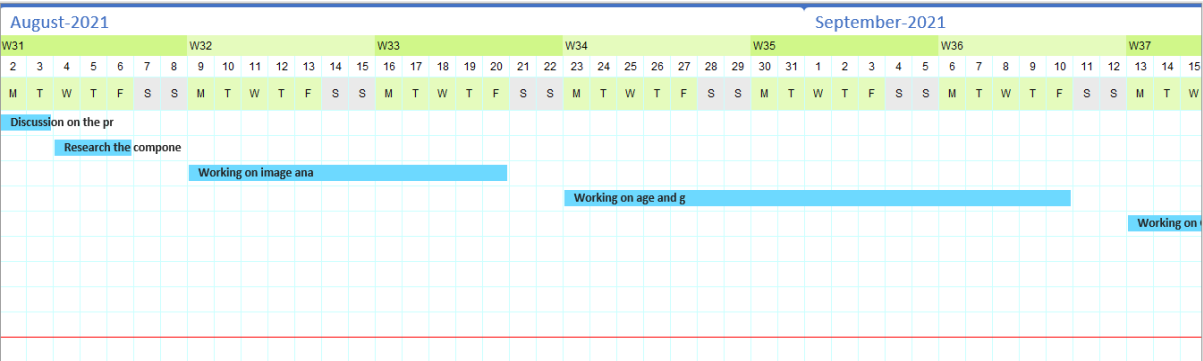 August-2021 September-2021
W31 W32 W33 W34 W35 W36 W37
2 3 4 5 6 7 8 9 10 11 12 13 14 15 16 17 18 19 20 21 22 23 24 25 26 27 28 29 30 31 1 2 3 4 5 6 7 8 9 10 11 12 13 14 15
M T W T F S S M T W T F S S M T W T F S S M T W T F S S M T W T F S S M T W T F S S M T W
Discussion on the pr
Research the compone
Working on image ana
Working on age and g
Working on